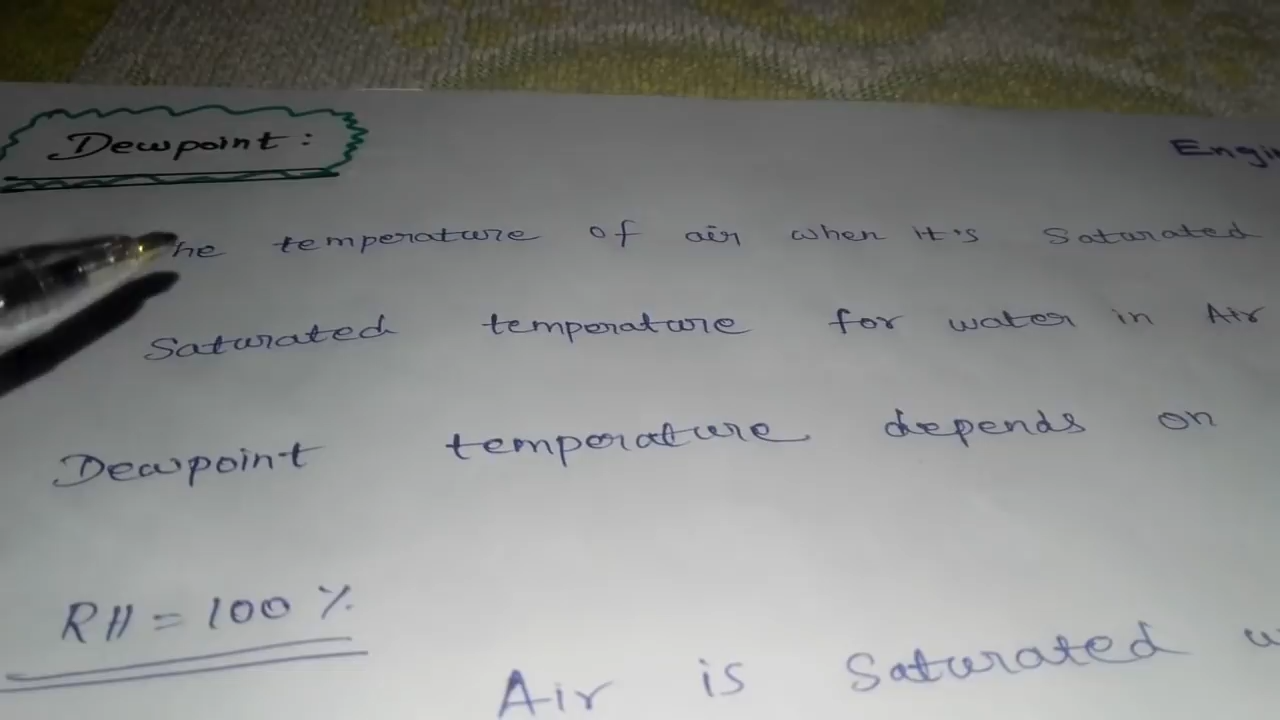 Dewpoint:
Engi
he temperature of air when it's Saturated
Saturated temperature for water in Air
Dewpoint temperature depends on
RH = 100 %
Air is Saturated